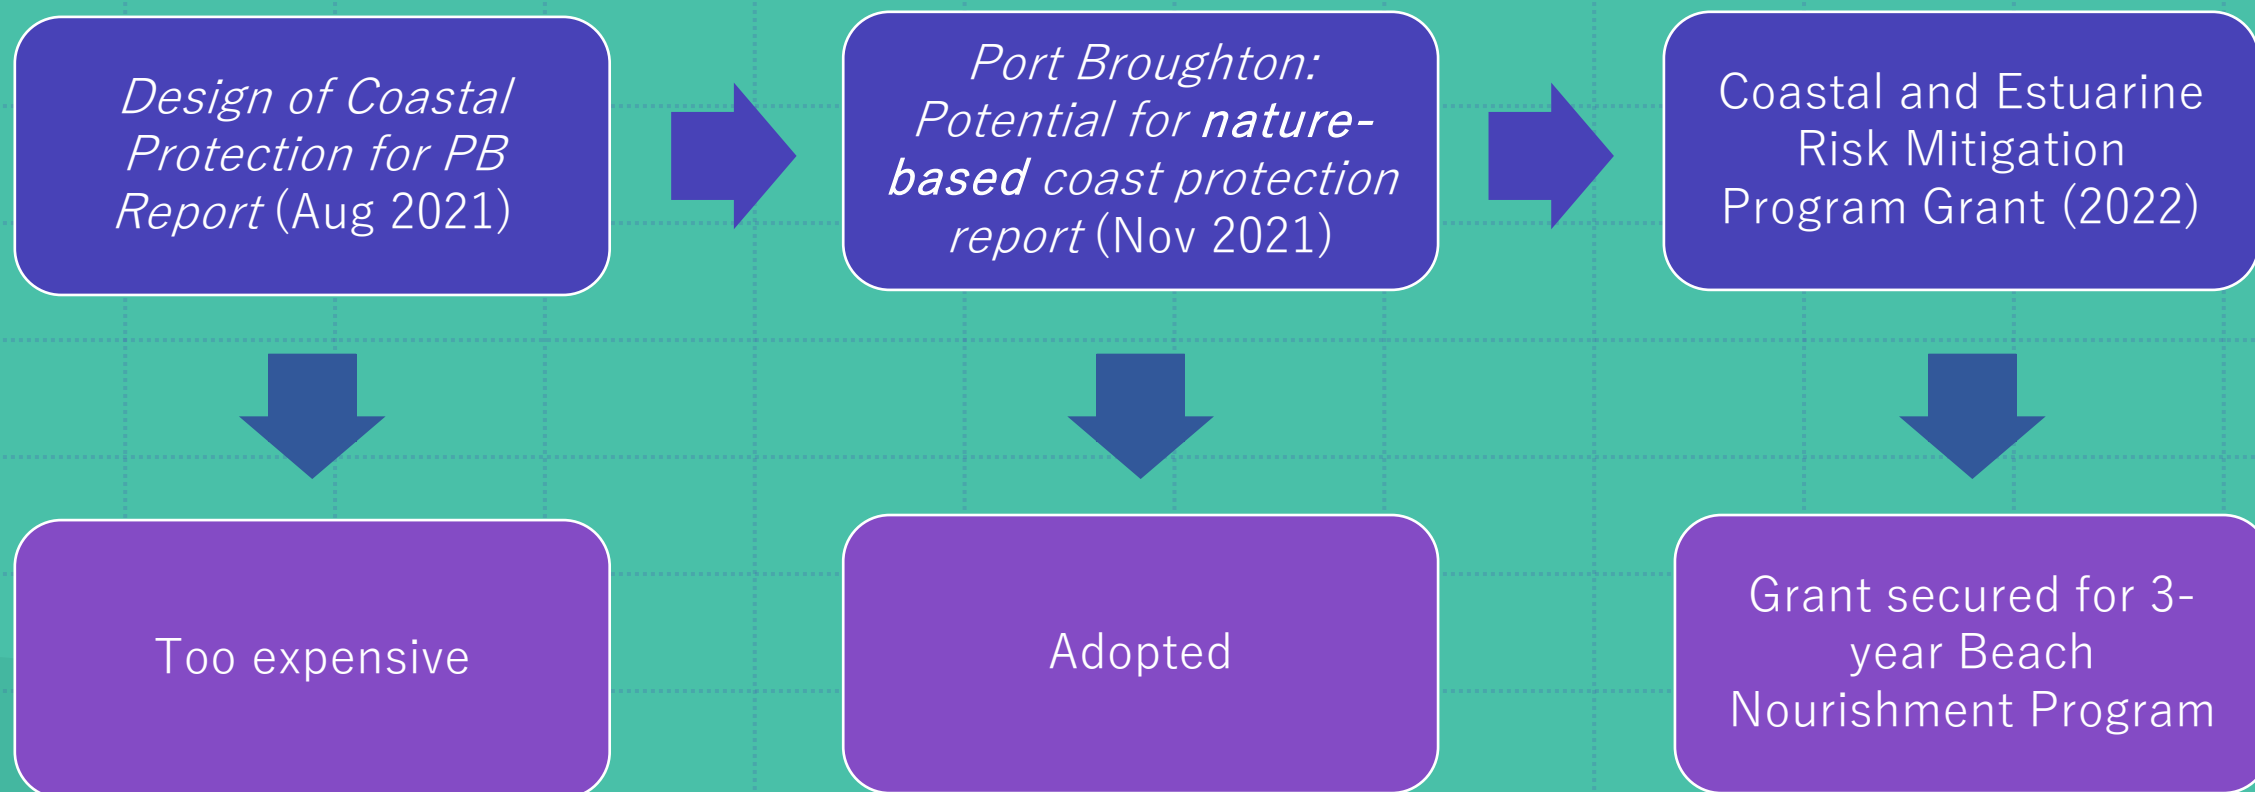 Design of Coastal
Protection for PB
Report (Aug 2021)
Port Broughton:
Potential for nature-
based coast protection
report (Nov 2021)
Coastal and Estuarine
Risk Mitigation
Program Grant (2022)
Too expensive
Adopted
Grant secured for 3-
year Beach
Nourishment Program